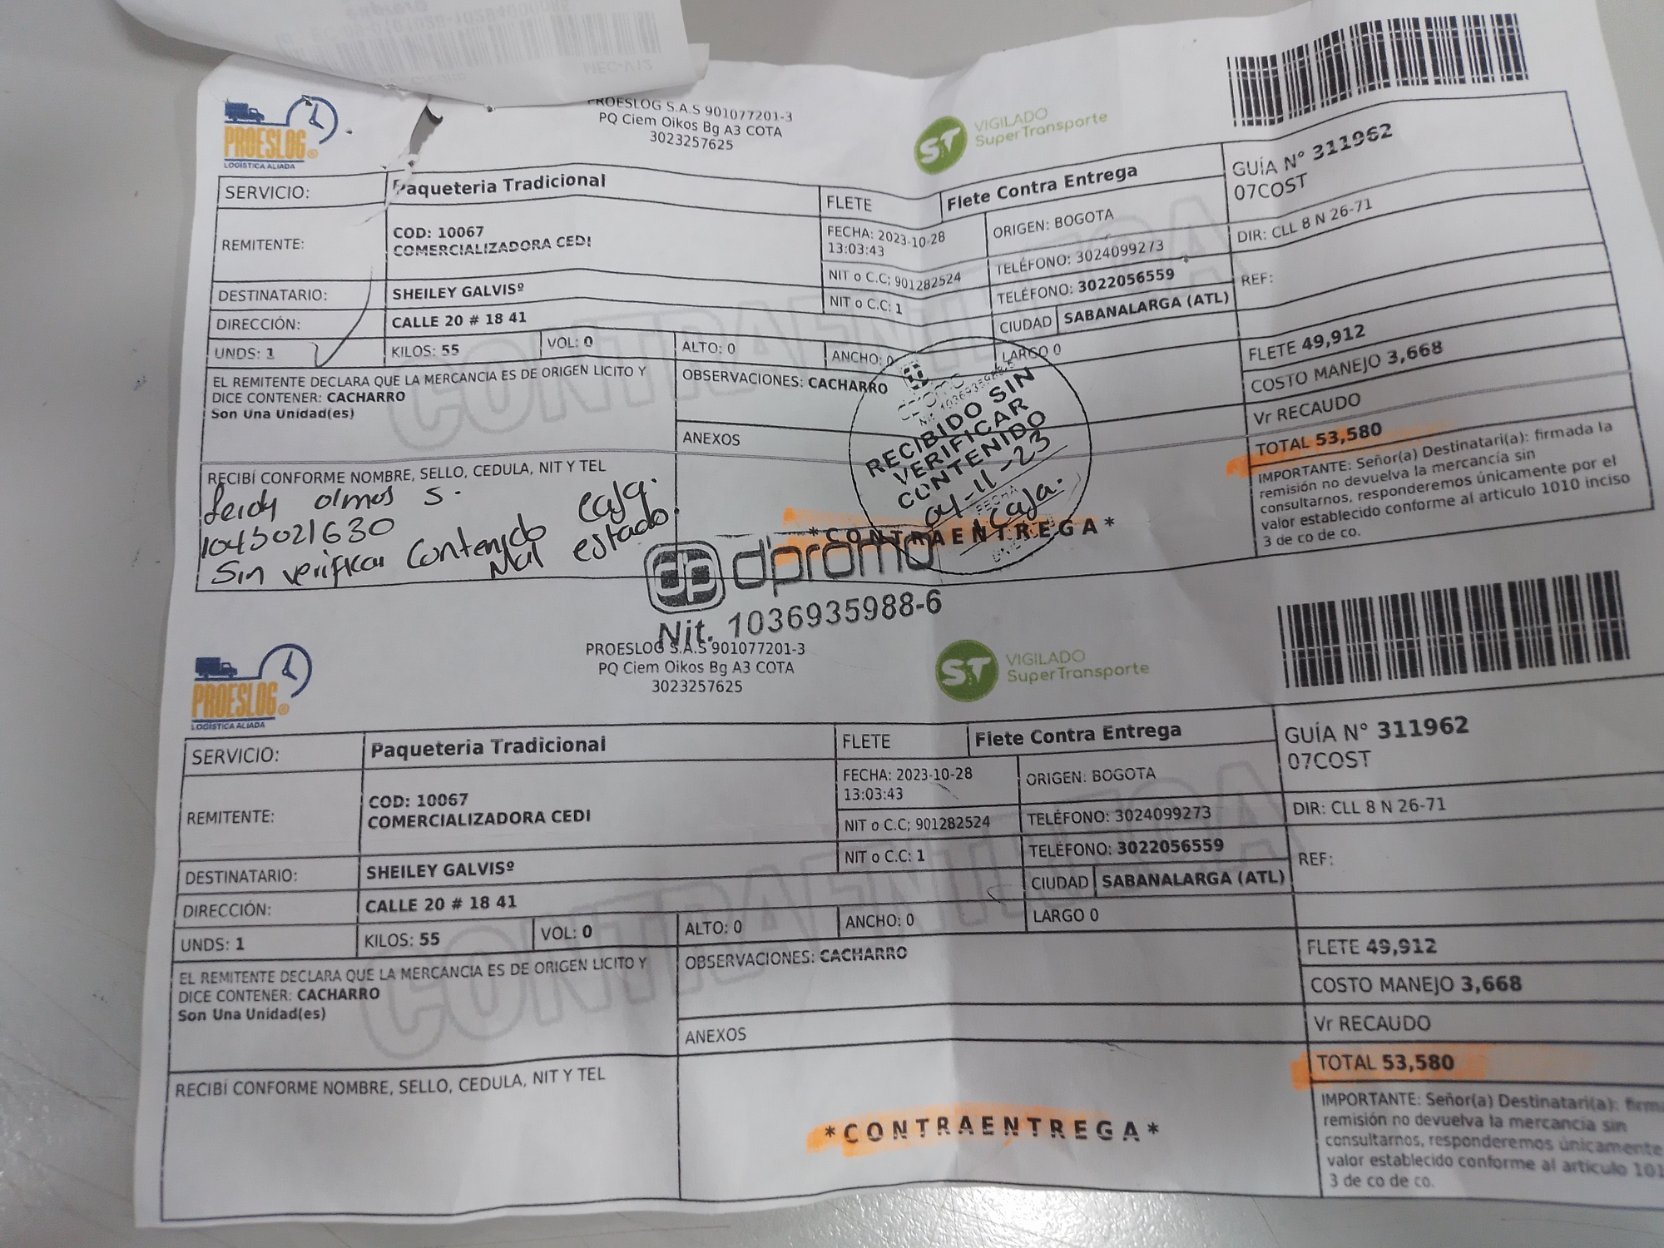 PROESLOG
LOGÍSTICA ALIADA
PROESLOG S.A.S 901077201-3
PQ Ciem Oikos Bg A3 COTA
3023257625
ST
VIGILADO
SuperTransporte
SERVICIO: Paqueteria Tradicional
FLETE Flete Contra Entrega
GUÍA N° 311962
07COST
REMITENTE: COD: 10067
COMERCIALIZADORA CEDI
FECHA: 2023-10-28
13:03:43
ORIGEN: BOGOTA
DIR: CLL 8 N 26-71
NIT o C.C; 901282524
TELÉFONO: 3024099273
DESTINATARIO: SHEILEY GALVISº
NIT o C.C: 1
TELÉFONO: 3022056559
REF:
DIRECCIÓN: CALLE 20 # 18 41
CIUDAD SABANALARGA (ATL)
UNDS: 1
KILOS: 55
VOL: 0
ALTO: 0
ANCHO: 0
LARGO 0
FLETE 49,912
EL REMITENTE DECLARA QUE LA MERCANCIA ES DE ORIGEN LICITO Y
DICE CONTENER: CACHARRO
Son Una Unidad(es)
OBSERVACIONES: CACHARRO
COSTO MANEJO 3,668
Vr RECAUDO
ANEXOS
TOTAL 53,580
RECIBÍ CONFORME NOMBRE, SELLO, CEDULA, NIT Y TEL
Leidy olmos S.
1043021630
Sin verificar Contenido caja.
Mal estado.
RECIBIDO SIN
VERIFICAR
CONTENIDO
04-11-23
1 caja.
*CONTRAENTREGA*
IMPORTANTE: Señor(a) Destinatari(a): firmada la
remisión no devuelva la mercancía sin
consultarnos, responderemos únicamente por el
valor establecido conforme al articulo 1010 inciso
3 de co de co.
CONTRAENTREGA
dpromo
Nit. 1036935988-6
PROESLOG
LOGÍSTICA ALIADA
PROESLOG S.A.S 901077201-3
PQ Ciem Oikos Bg A3 COTA
3023257625
ST
VIGILADO
SuperTransporte
SERVICIO: Paqueteria Tradicional
FLETE Flete Contra Entrega
GUÍA N° 311962
07COST
REMITENTE: COD: 10067
COMERCIALIZADORA CEDI
FECHA: 2023-10-28
13:03:43
ORIGEN: BOGOTA
DIR: CLL 8 N 26-71
NIT o C.C; 901282524
TELÉFONO: 3024099273
DESTINATARIO: SHEILEY GALVISº
NIT o C.C: 1
TELÉFONO: 3022056559
REF:
DIRECCIÓN: CALLE 20 # 18 41
CIUDAD SABANALARGA (ATL)
UNDS: 1
KILOS: 55
VOL: 0
ALTO: 0
ANCHO: 0
LARGO 0
FLETE 49,912
EL REMITENTE DECLARA QUE LA MERCANCIA ES DE ORIGEN LICITO Y
DICE CONTENER: CACHARRO
Son Una Unidad(es)
OBSERVACIONES: CACHARRO
COSTO MANEJO 3,668
Vr RECAUDO
ANEXOS
TOTAL 53,580
RECIBÍ CONFORME NOMBRE, SELLO, CEDULA, NIT Y TEL
*CONTRAENTREGA*
IMPORTANTE: Señor(a) Destinatari(a): firma
remisión no devuelva la mercancía sin
consultarnos, responderemos únicamente
valor establecido conforme al articulo 101
3 de co de co.
CONTRAENTREGA